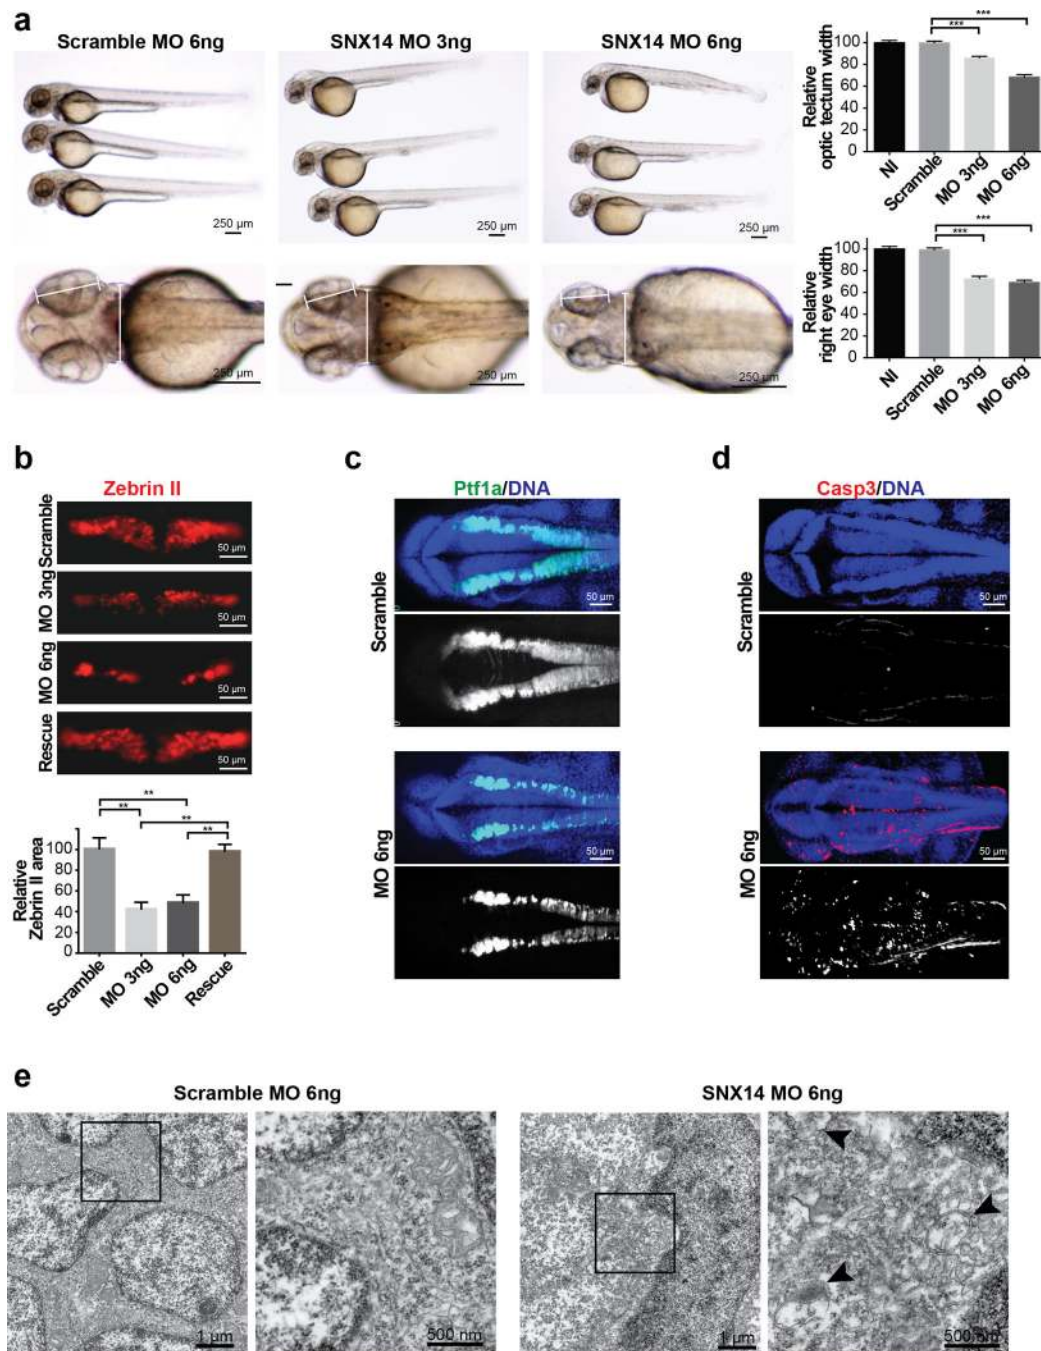 a
Scramble MO 6ng
SNX14 MO 3ng
SNX14 MO 6ng
250 µm
250 µm
250 µm
250 µm
250 µm
250 µm
Relative
optic tectum width
***
***
100
80
60
40
20
0
NI
Scramble
MO 3ng
MO 6ng
Relative
right eye width
***
***
100
80
60
40
20
0
NI
Scramble
MO 3ng
MO 6ng
b
Zebrin II
Scramble
50 µm
MO 3ng
50 µm
MO 6ng
50 µm
Rescue
50 µm
Relative
Zebrin II area
**
**
**
**
100
80
60
40
20
0
Scramble
MO 3ng
MO 6ng
Rescue
c
Ptf1a/DNA
Scramble
50 µm
MO 6ng
50 µm
d
Casp3/DNA
Scramble
50 µm
MO 6ng
50 µm
e
Scramble MO 6ng
SNX14 MO 6ng
1 µm
500 nm
1 µm
500 nm